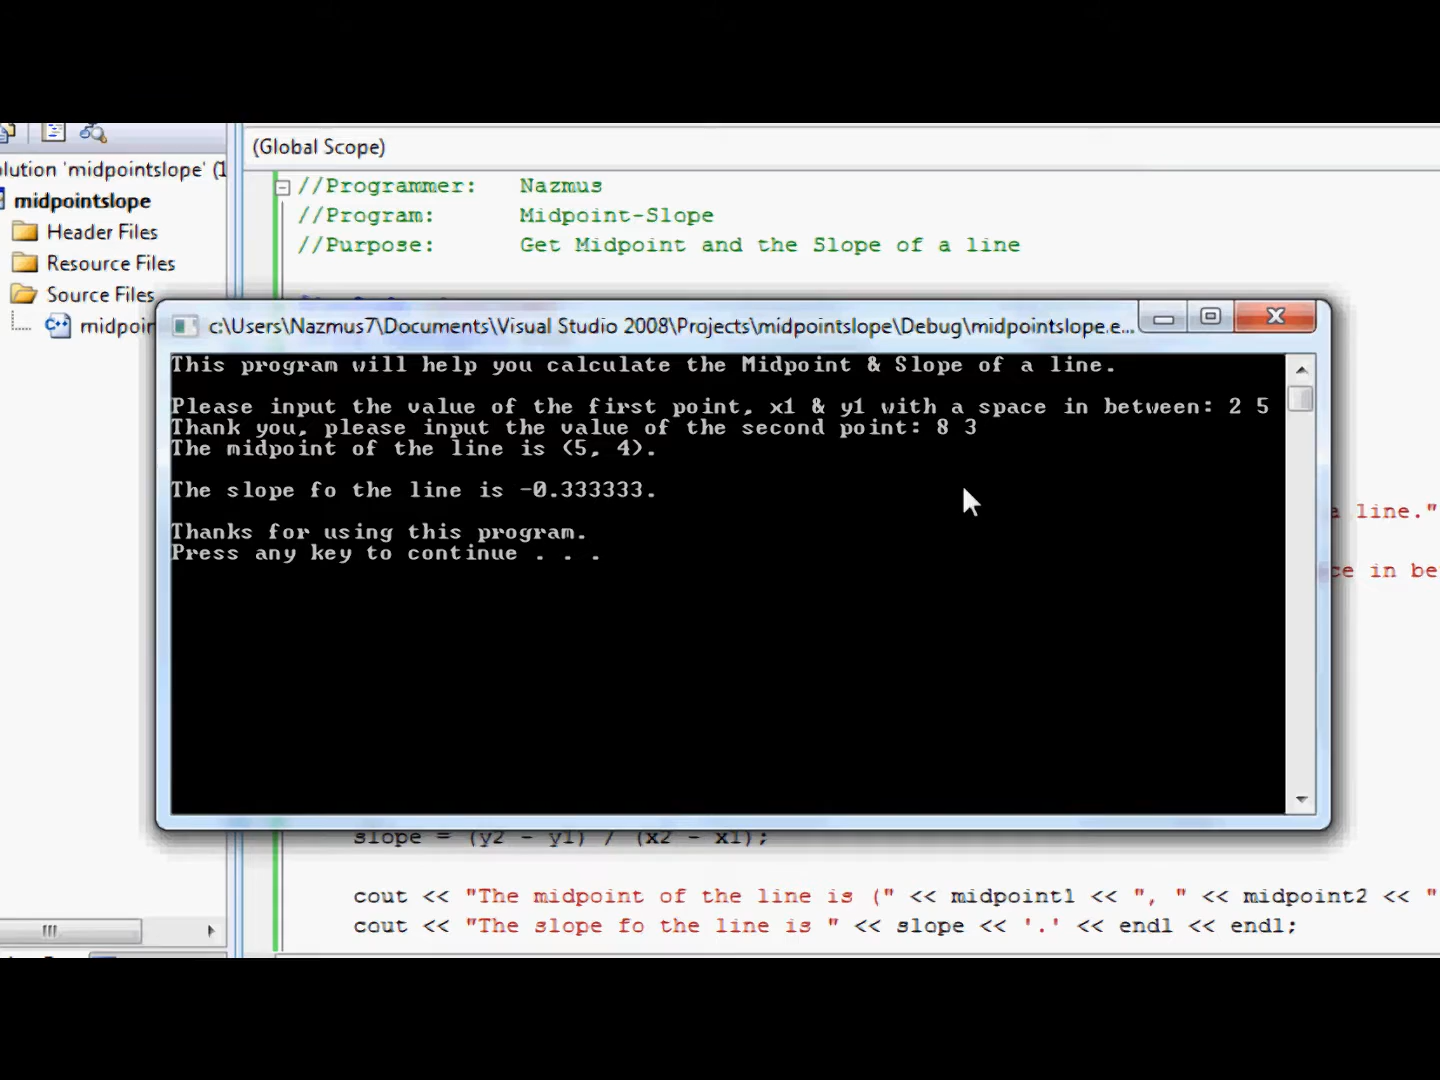 (Global Scope)
olution 'midpointslope' (1
midpointslope
Header Files
Resource Files
Source Files
midpoin
//Programmer: Nazmus
//Program: Midpoint-Slope
//Purpose: Get Midpoint and the Slope of a line
c:\Users\Nazmus7\Documents\Visual Studio 2008\Projects\midpointslope\Debug\midpointslope.e...
This program will help you calculate the Midpoint & Slope of a line.
Please input the value of the first point, x1 & y1 with a space in between: 2 5
Thank you, please input the value of the second point: 8 3
The midpoint of the line is (5, 4).
The slope fo the line is -0.333333.
Thanks for using this program.
Press any key to continue . . .
a line."
ce in be
slope = (y2 - y1) / (x2 - x1);
cout << "The midpoint of the line is (" << midpoint1 << ", " << midpoint2 << "
cout << "The slope fo the line is " << slope << '.' << endl << endl;